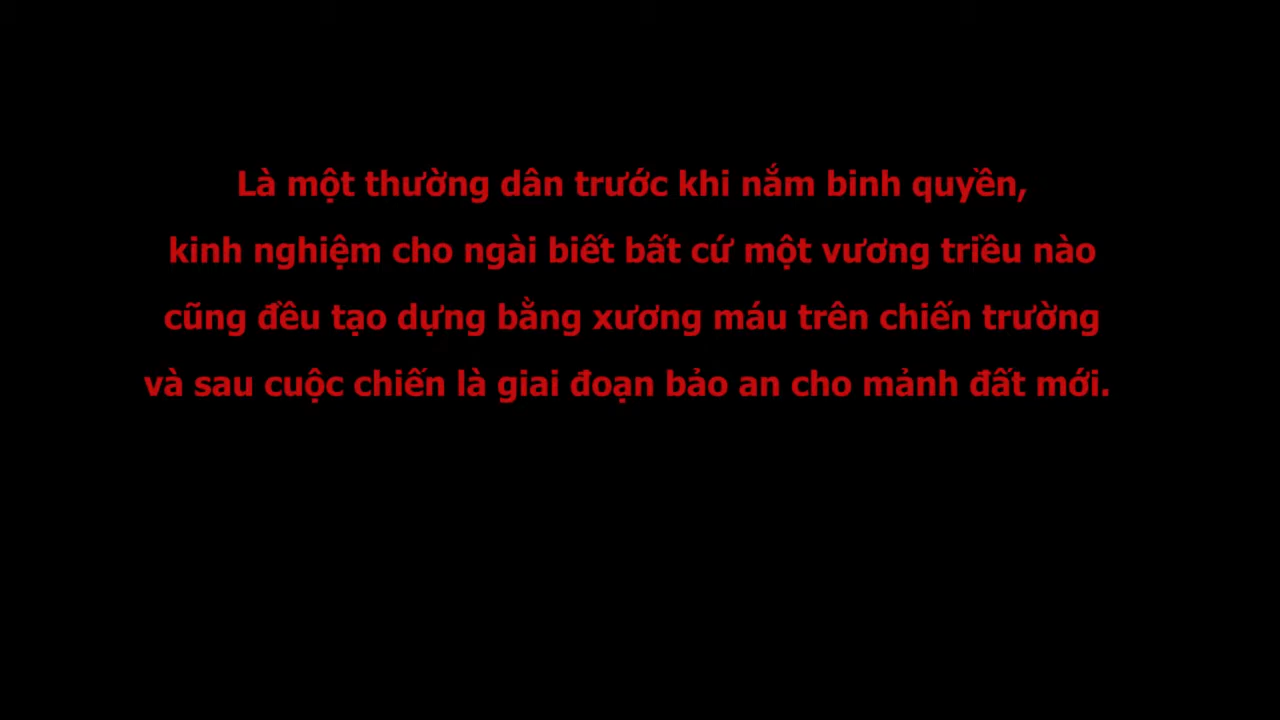 Là một thường dân trước khi nắm binh quyền,
kinh nghiệm cho ngài biết bất cứ một vương triều nào
cũng đều tạo dựng bằng xương máu trên chiến trường
và sau cuộc chiến là giai đoạn bảo an cho mảnh đất mới.